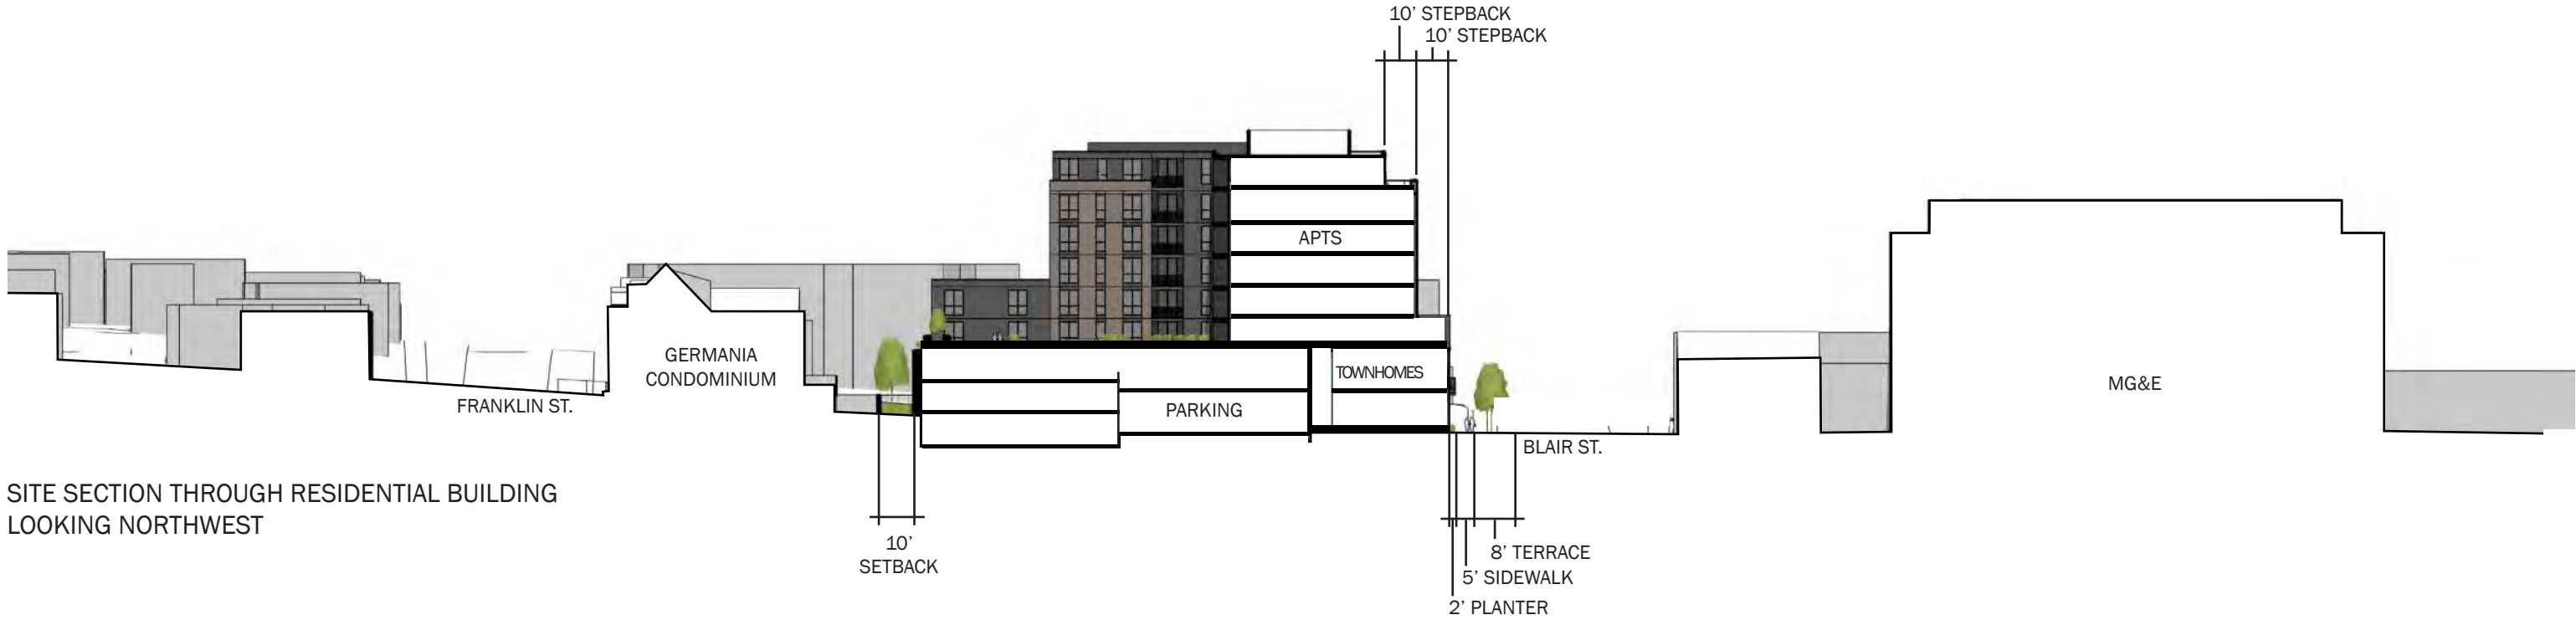 10’ STEPBACK
10’ STEPBACK
APTS
GERMANIA
CONDOMINIUM
TOWNHOMES
MG&E
FRANKLIN ST.
PARKING
BLAIR ST.
SITE SECTION THROUGH RESIDENTIAL BUILDING
LOOKING NORTHWEST
10’
SETBACK
8’ TERRACE
5’ SIDEWALK
2’ PLANTER